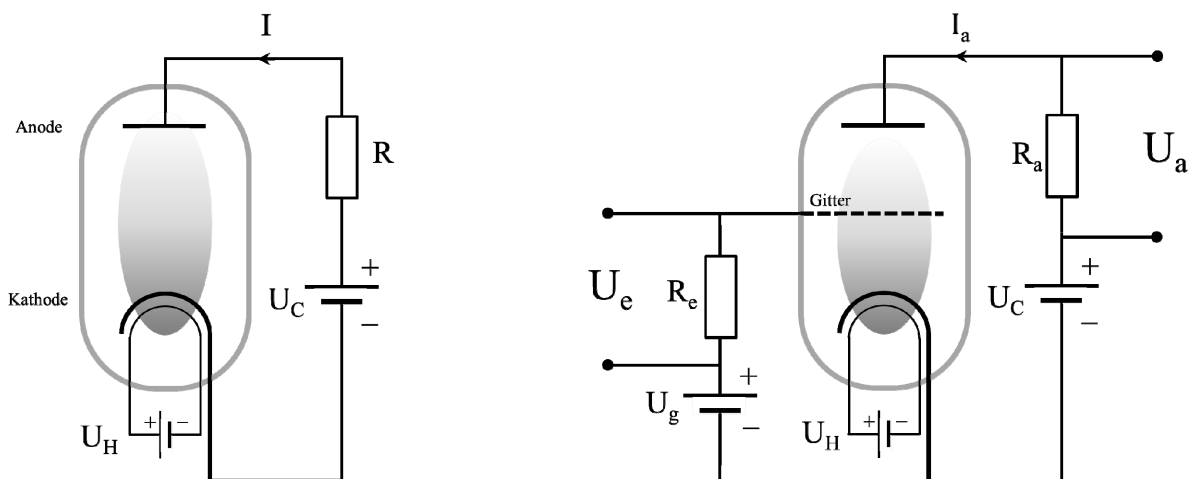 I
Anode
R
Kathode
U_C
+
−
U_H
+ −
I_a
R_a
U_a
Gitter
U_e
R_e
U_C
+
−
U_g
+
−
U_H
+ −